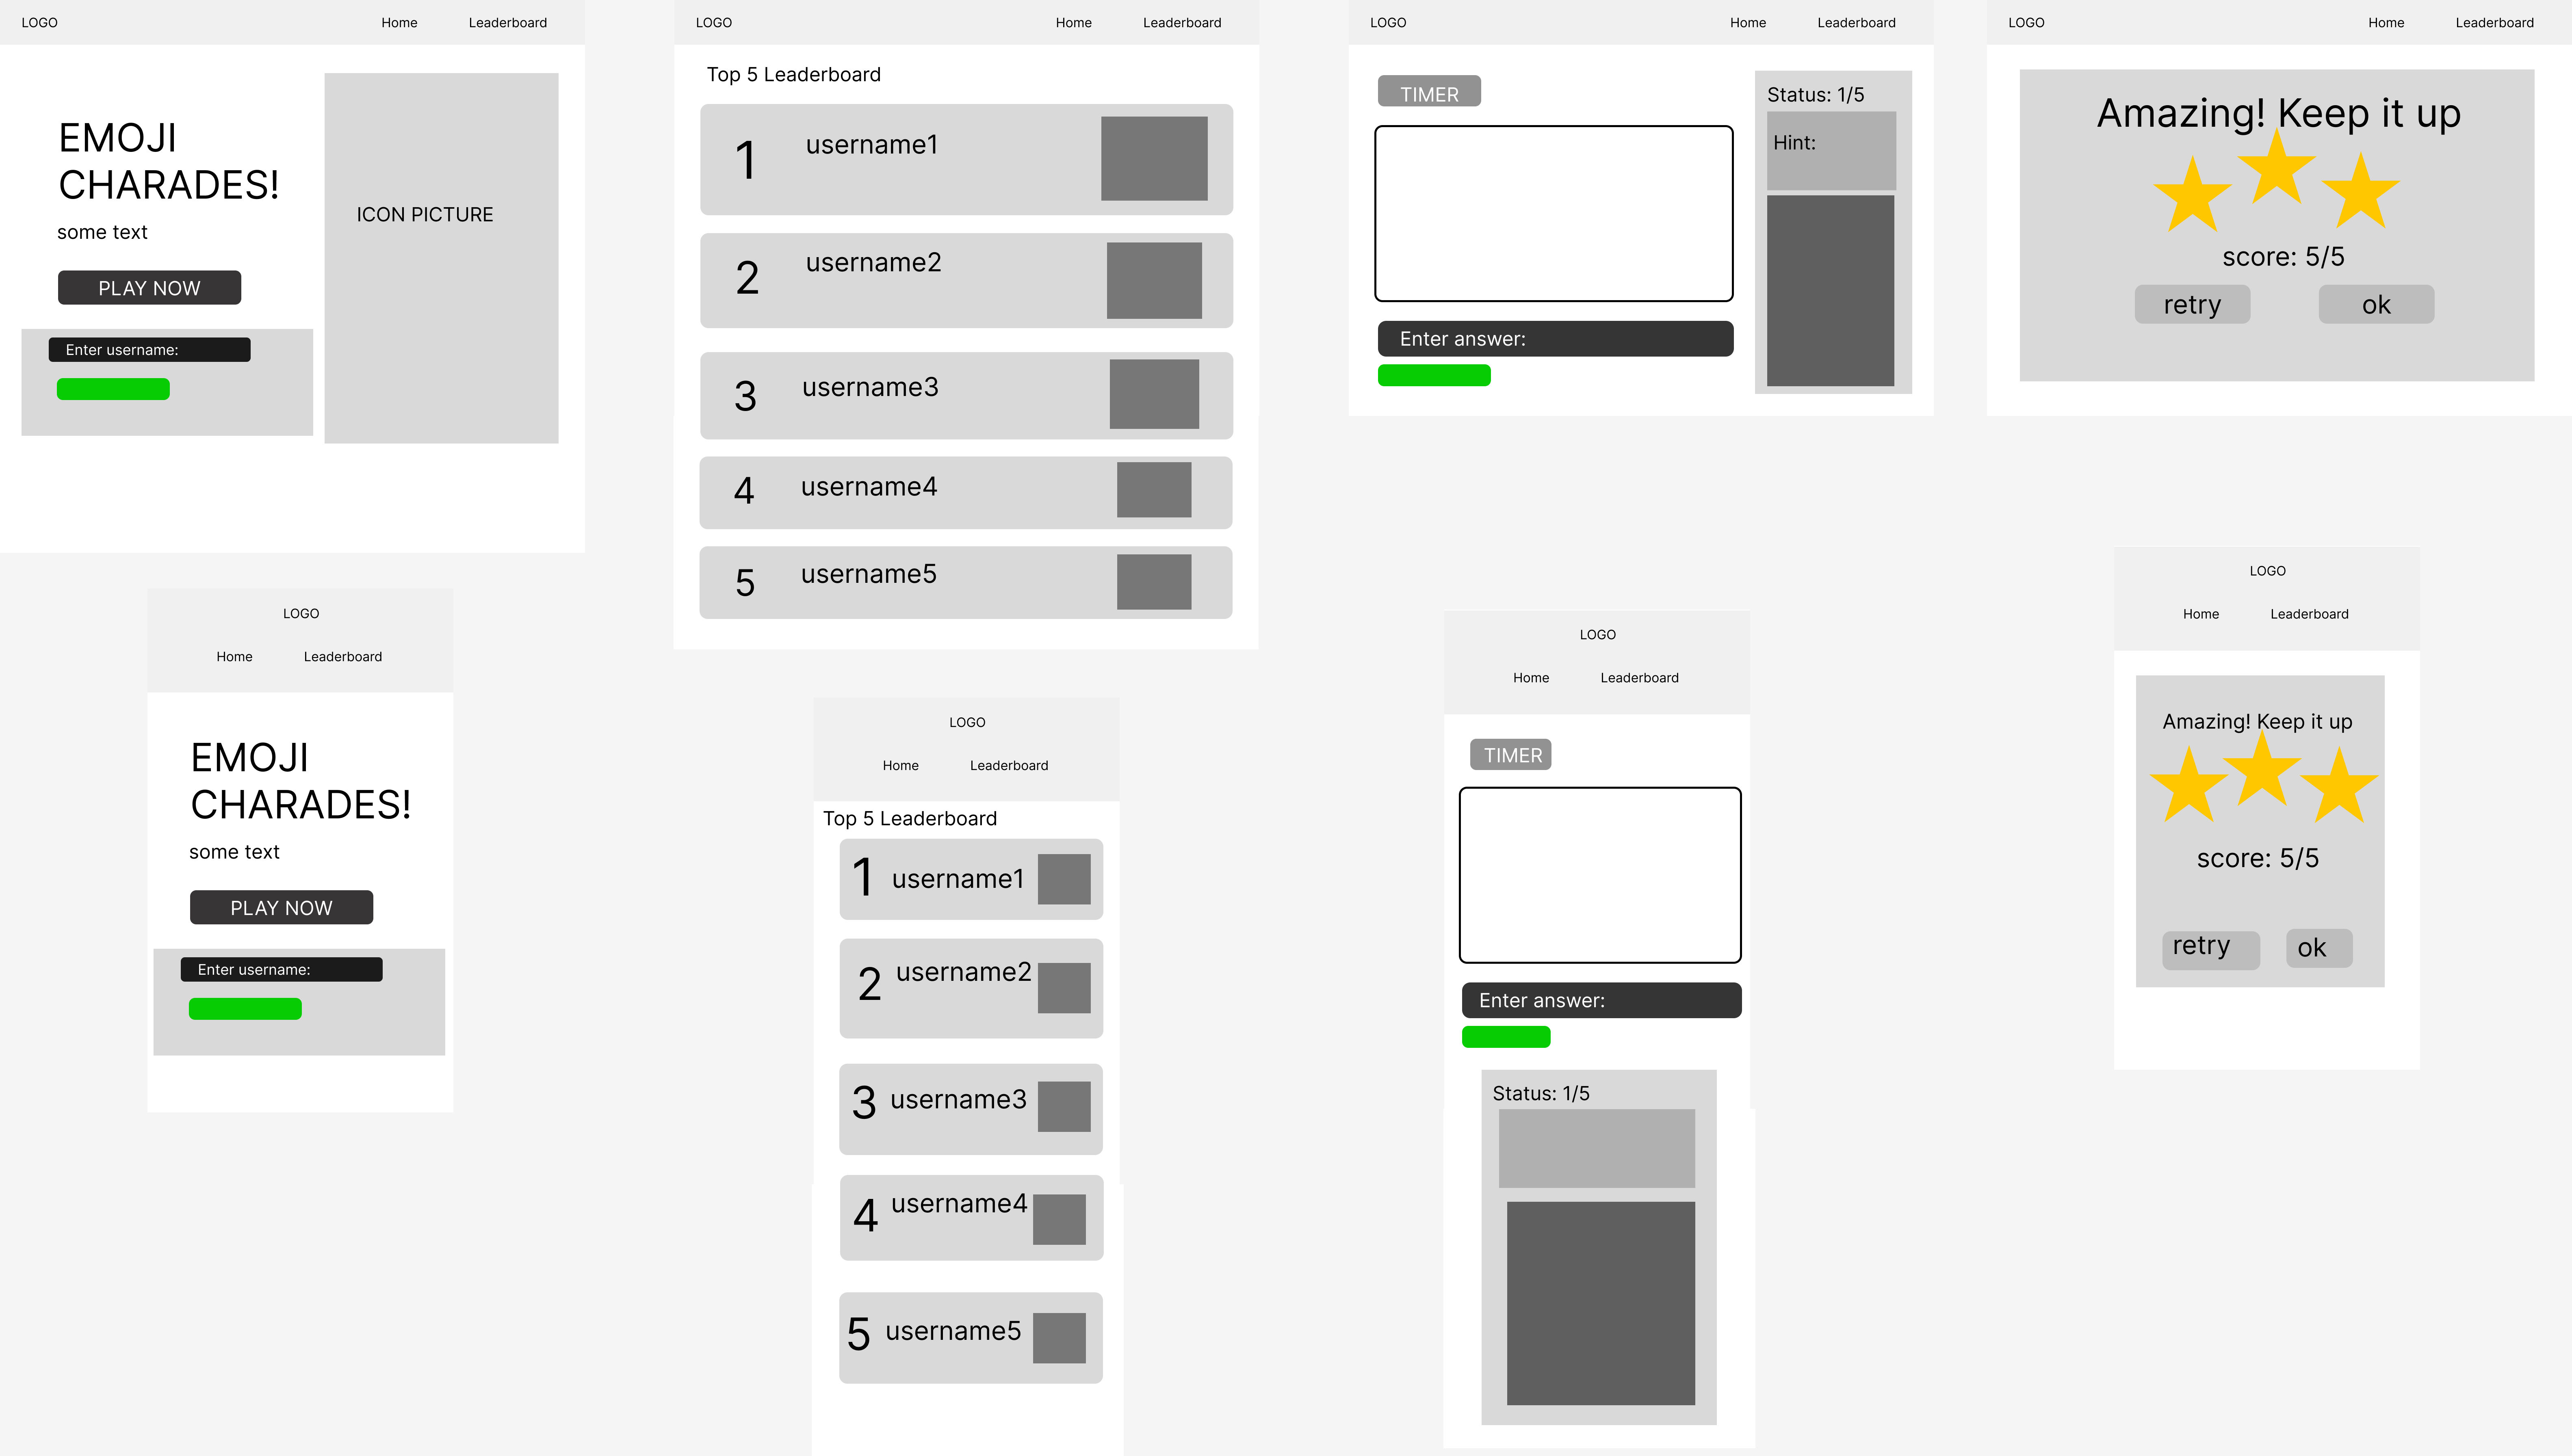 LOGO
Home
Leaderboard
EMOJI
CHARADES!
some text
PLAY NOW
Enter username:
ICON PICTURE
LOGO
Home
Leaderboard
Top 5 Leaderboard
1
username1
2
username2
3
username3
4
username4
5
username5
LOGO
Home
Leaderboard
TIMER
Enter answer:
Status: 1/5
Hint:
LOGO
Home
Leaderboard
Amazing! Keep it up
score: 5/5
retry
ok
LOGO
Home
Leaderboard
EMOJI
CHARADES!
some text
PLAY NOW
Enter username:
LOGO
Home
Leaderboard
Top 5 Leaderboard
1
username1
2
username2
3
username3
4
username4
5
username5
LOGO
Home
Leaderboard
TIMER
Enter answer:
Status: 1/5
LOGO
Home
Leaderboard
Amazing! Keep it up
score: 5/5
retry
ok